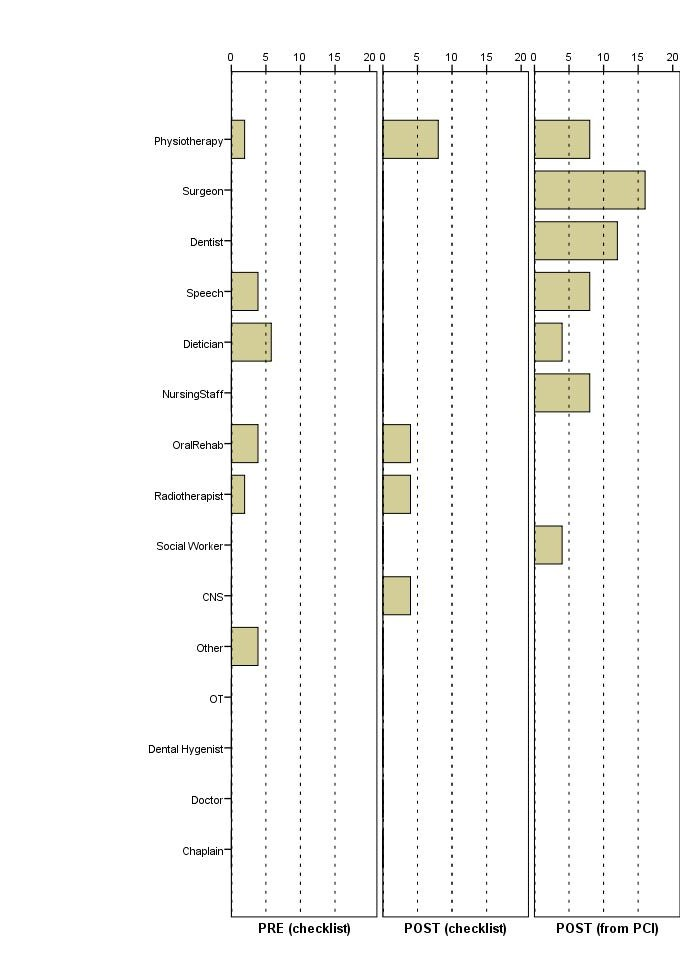 0 5 10 15 20 0 5 10 15 20 0 5 10 15 20
Physiotherapy
Surgeon
Dentist
Speech
Dietician
NursingStaff
OralRehab
Radiotherapist
Social Worker
CNS
Other
OT
Dental Hygenist
Doctor
Chaplain
PRE (checklist) POST (checklist) POST (from PCI)